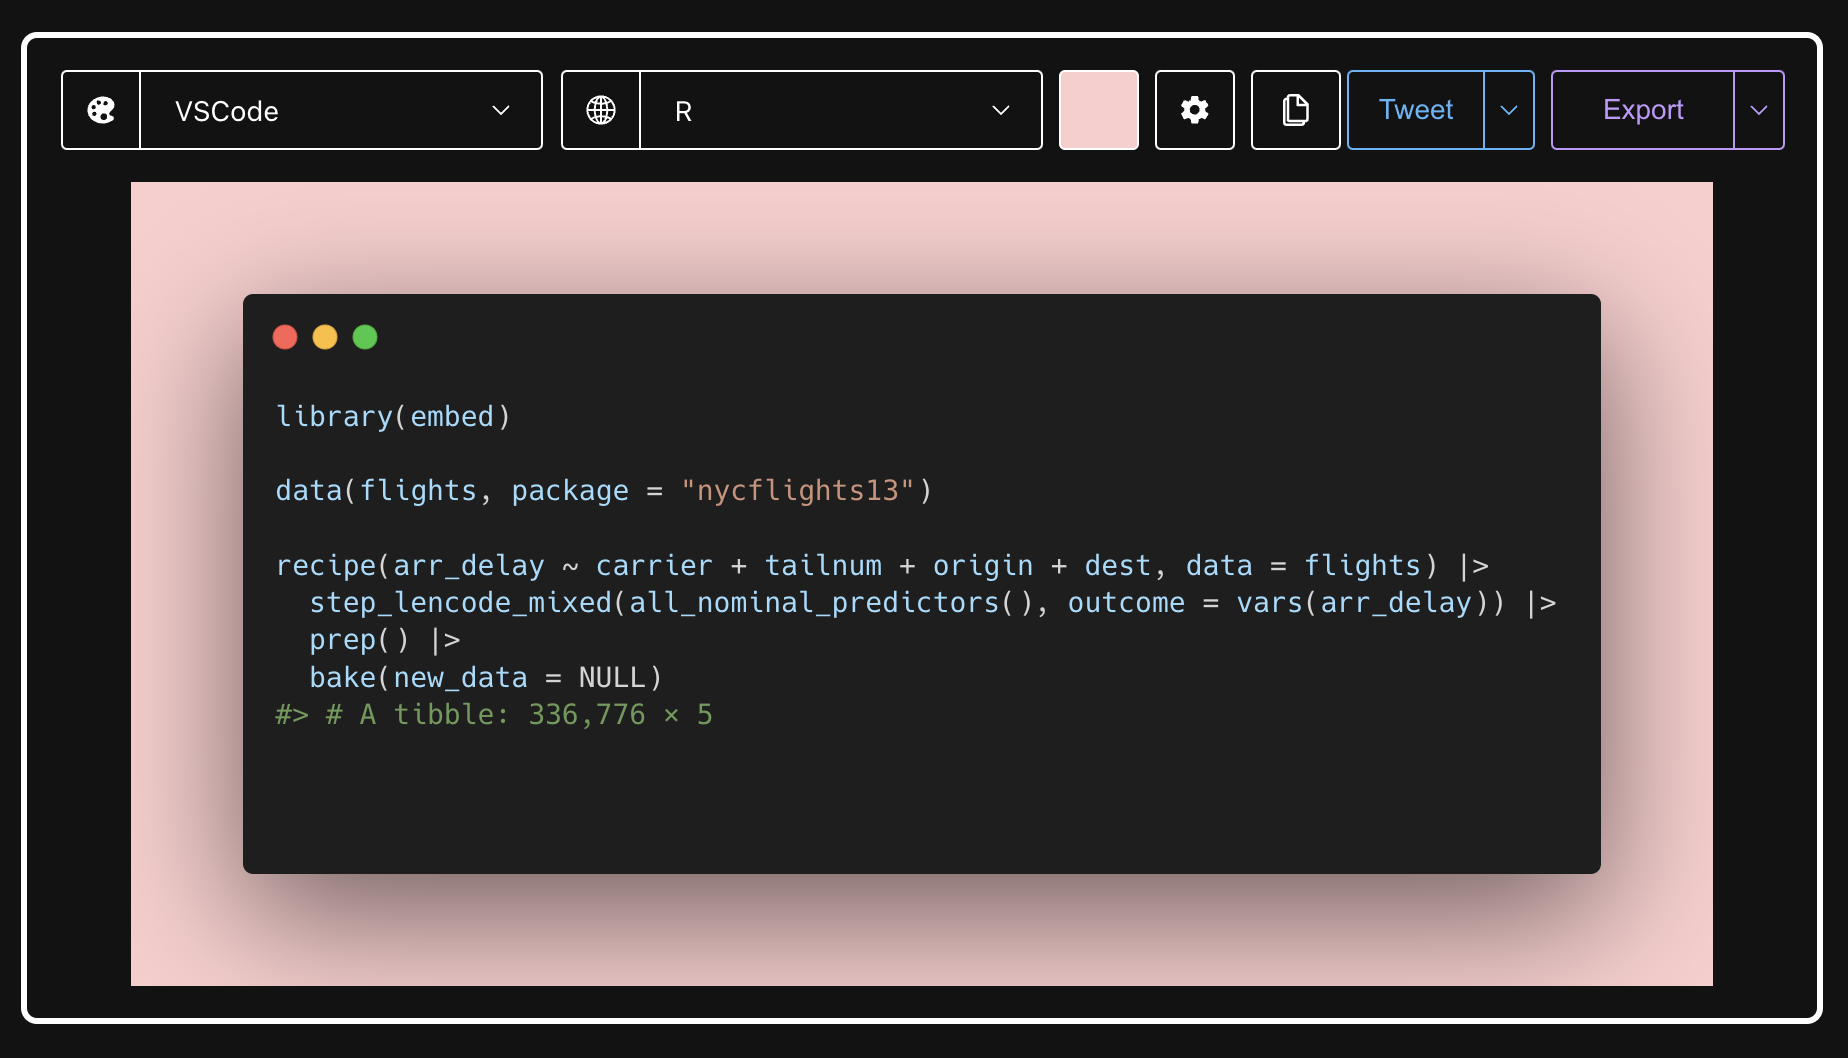 VSCode
R
Tweet
Export
library(embed)
data(flights, package = "nycflights13")
recipe(arr_delay ~ carrier + tailnum + origin + dest, data = flights) |>
  step_lencode_mixed(all_nominal_predictors(), outcome = vars(arr_delay)) |>
  prep() |>
  bake(new_data = NULL)
#> # A tibble: 336,776 × 5